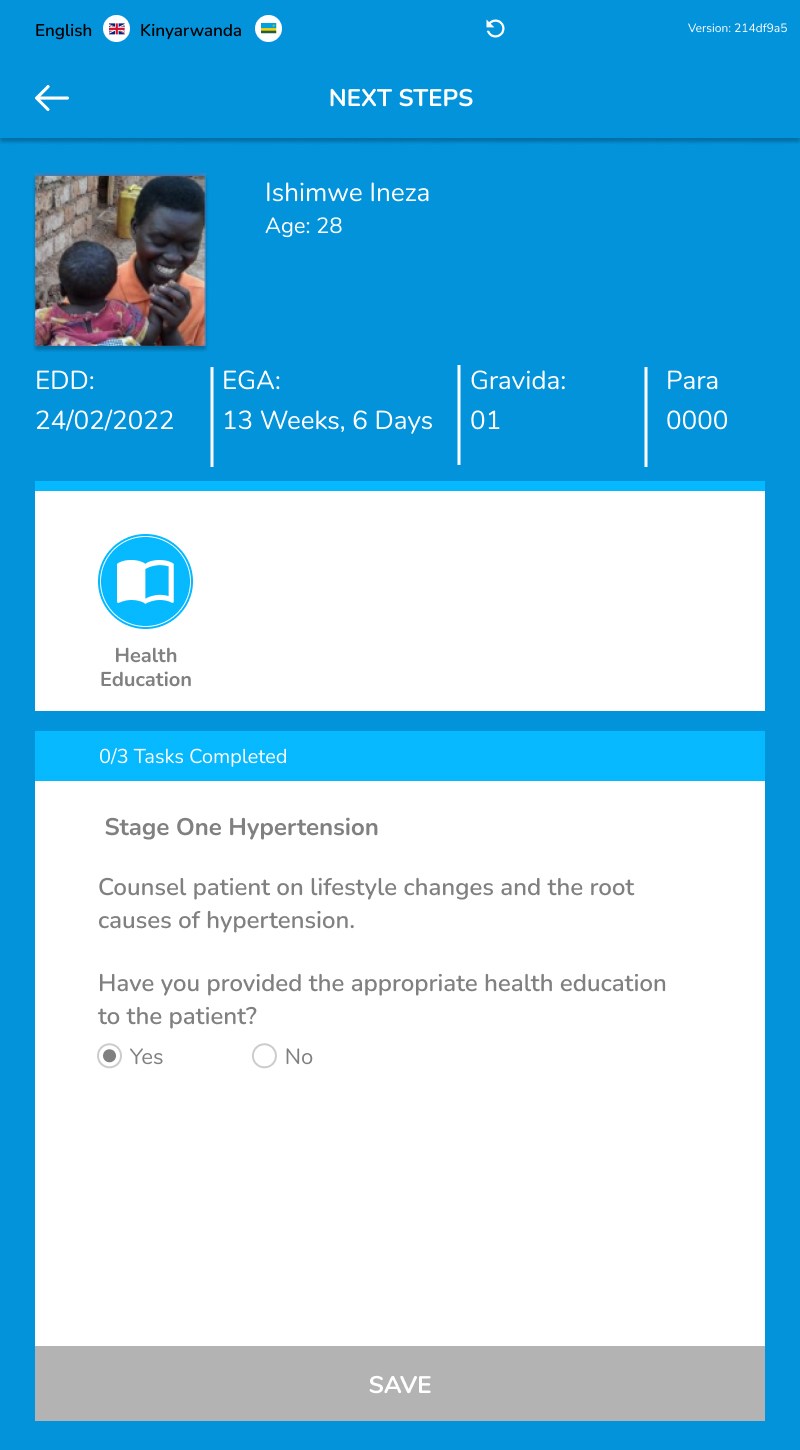 English Kinyarwanda Version: 214df9a5
NEXT STEPS
Ishimwe Ineza
Age: 28
EDD: EGA: Gravida: Para
24/02/2022 13 Weeks, 6 Days 01 0000
Health
Education
0/3 Tasks Completed
Stage One Hypertension
Counsel patient on lifestyle changes and the root
causes of hypertension.
Have you provided the appropriate health education
to the patient?
Yes No
SAVE